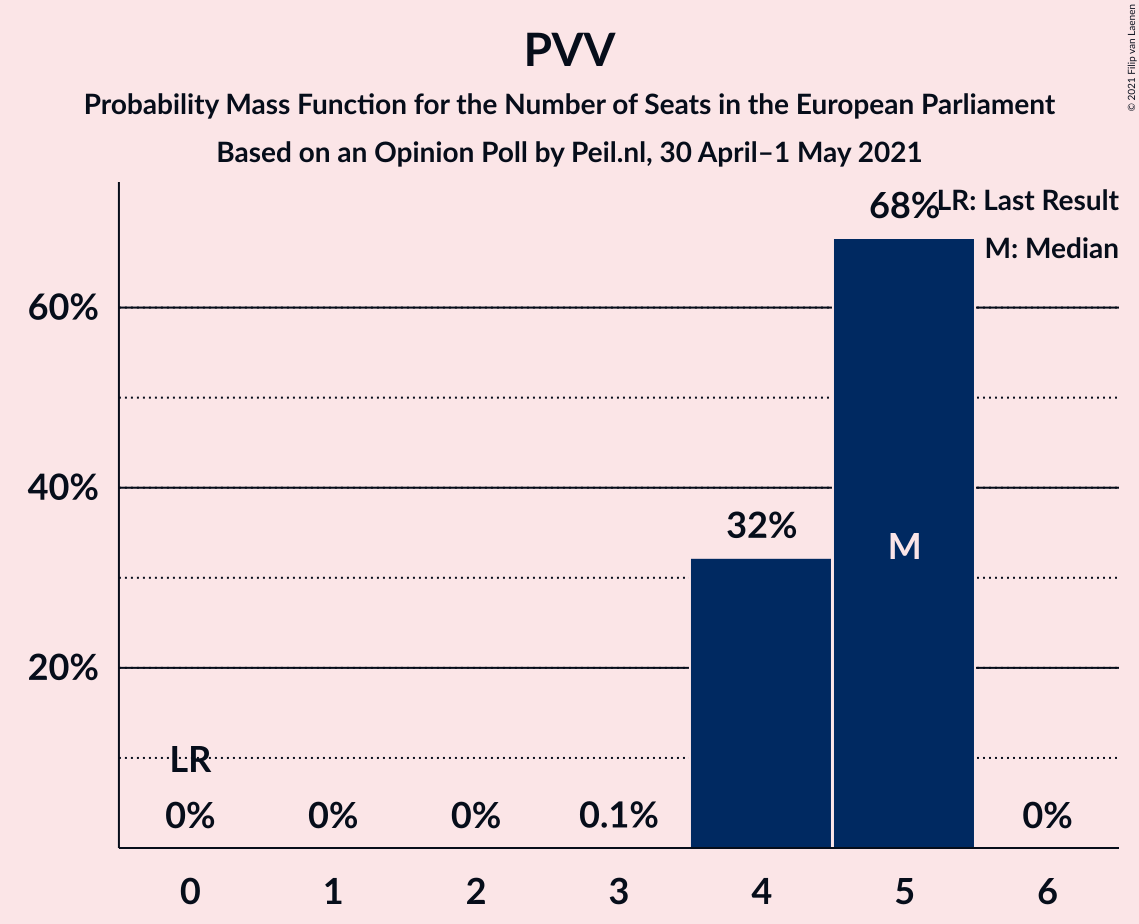 PVV
Probability Mass Function for the Number of Seats in the European Parliament
Based on an Opinion Poll by Peil.nl, 30 April–1 May 2021
© 2021 Filip van Laenen
LR: Last Result
M: Median
68%
60%
40%
32%
M
20%
LR
0%
0%
0%
0.1%
0%
0
1
2
3
4
5
6